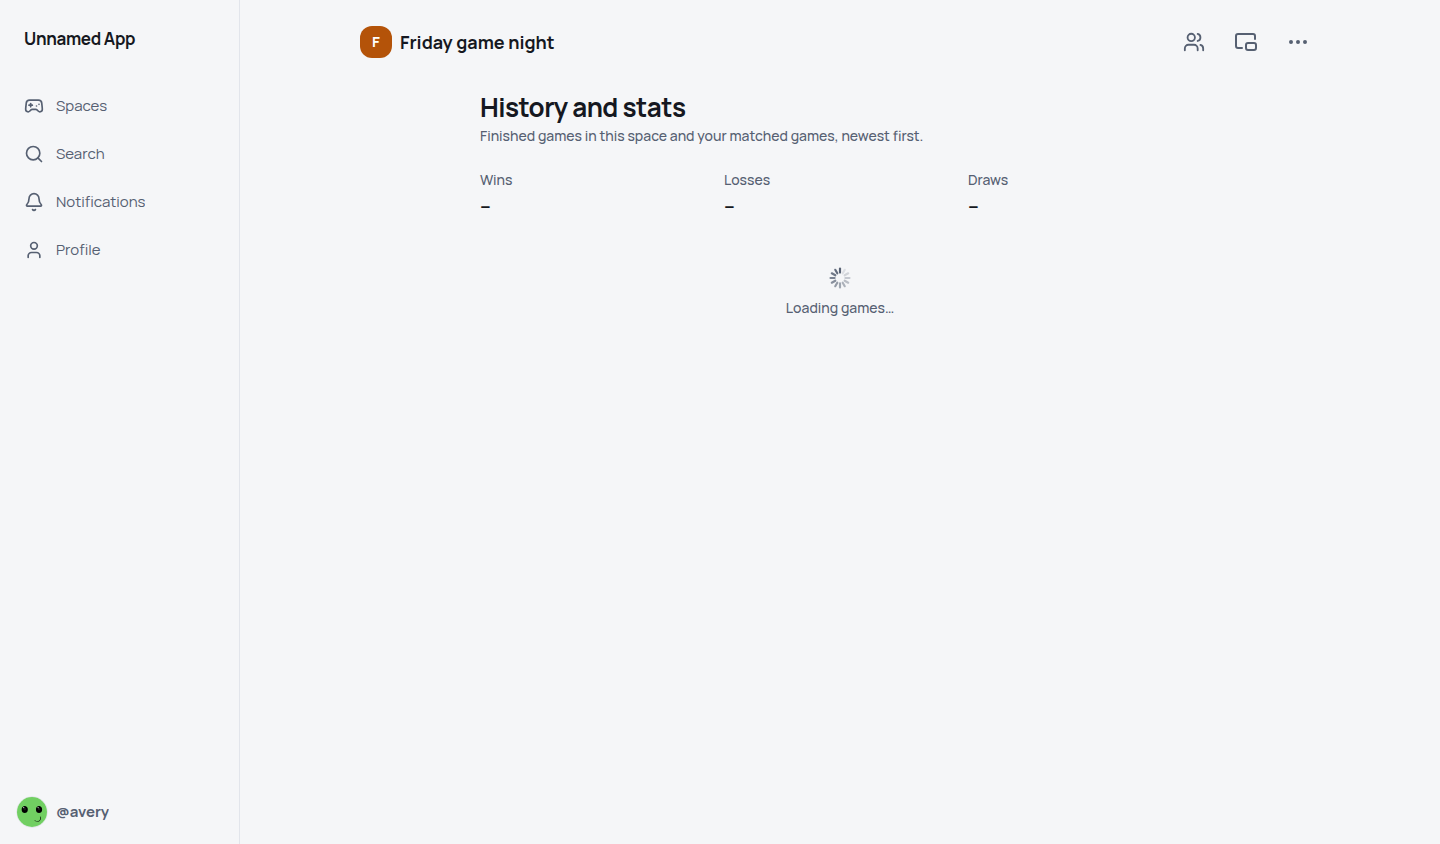 Unnamed App
Spaces
Search
Notifications
Profile
@avery
F
Friday game night
History and stats
Finished games in this space and your matched games, newest first.
Wins
Losses
Draws
–
–
–
Loading games…